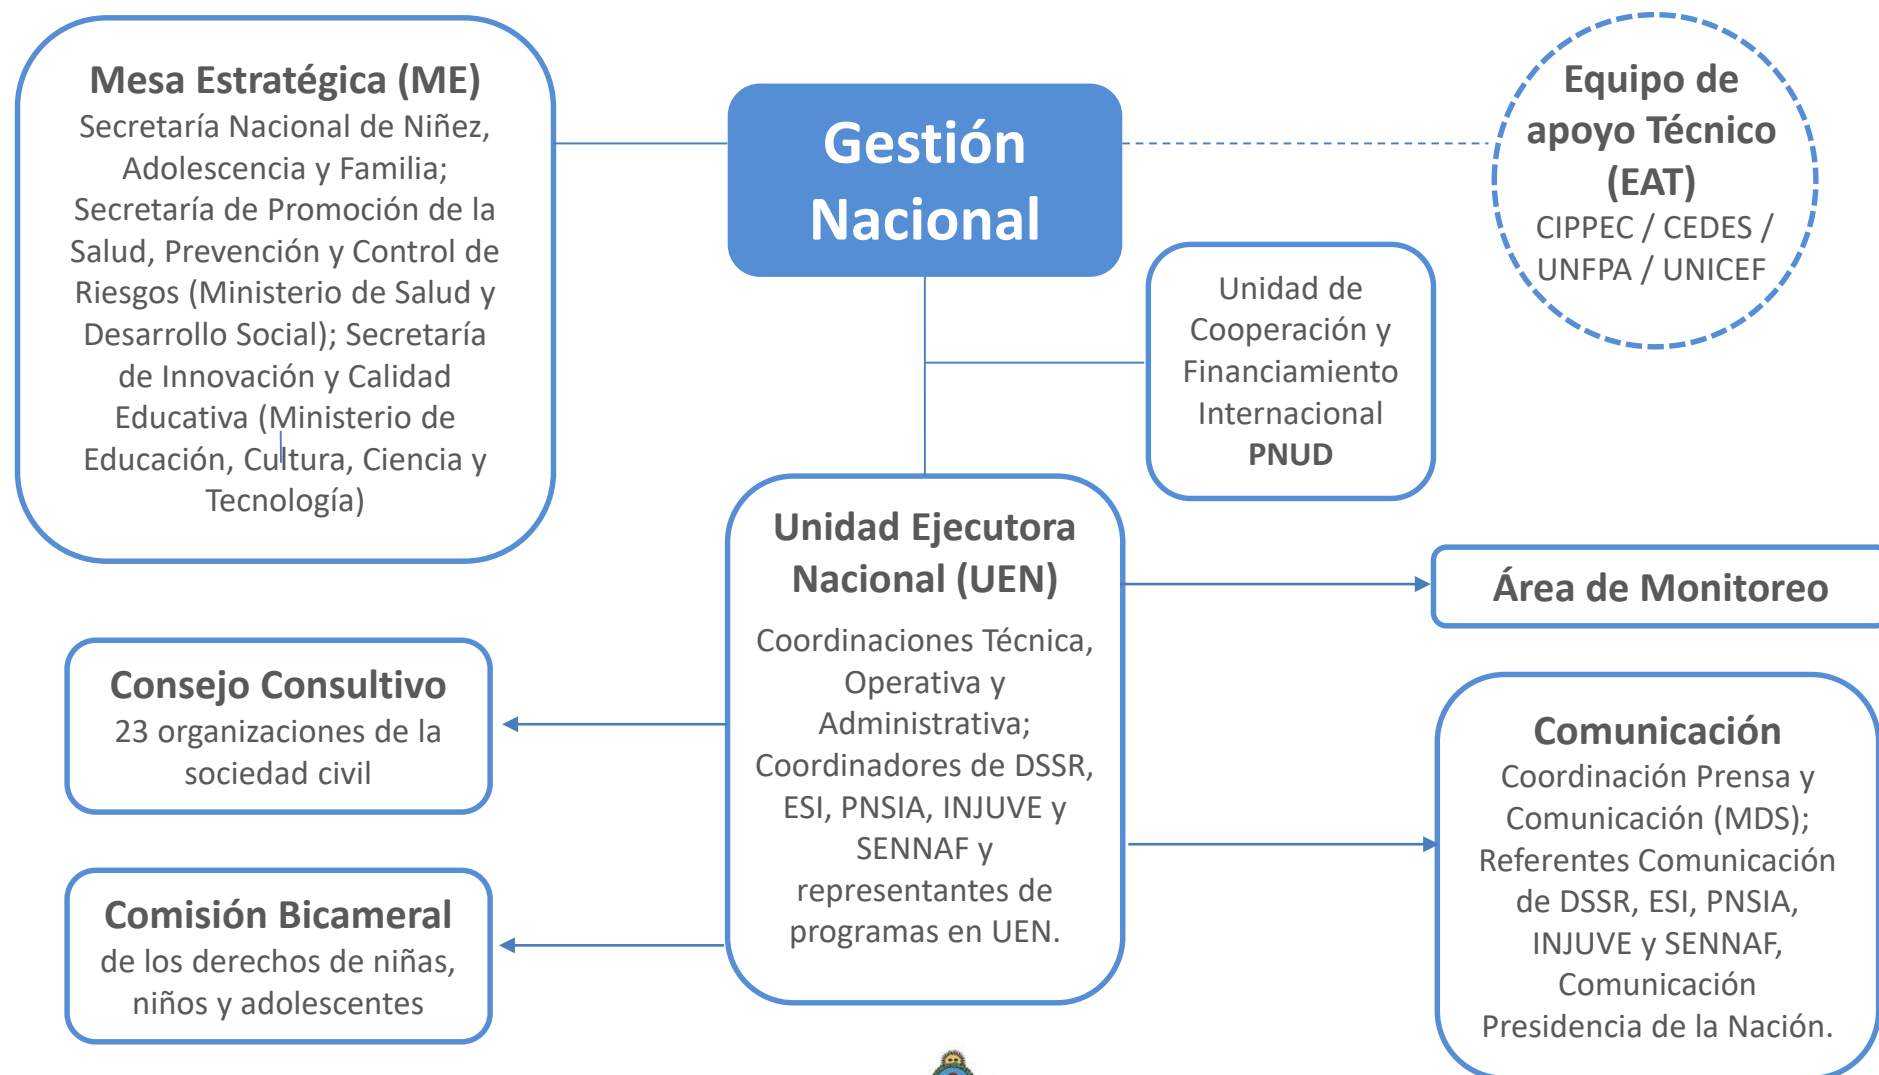 Mesa Estratégica (ME)
Secretaría Nacional de Niñez,
Adolescencia y Familia;
Secretaría de Promoción de la
Salud, Prevención y Control de
Riesgos (Ministerio de Salud y
Desarrollo Social); Secretaría
de Innovación y Calidad
Educativa (Ministerio de
Educación, Cultura, Ciencia y
Tecnología)
Gestión
Nacional
Equipo de
apoyo Técnico
(EAT)
CIPPEC / CEDES /
UNFPA / UNICEF
Unidad de
Cooperación y
Financiamiento
Internacional
PNUD
Unidad Ejecutora
Nacional (UEN)
Coordinaciones Técnica,
Operativa y
Administrativa;
Coordinadores de DSSR,
ESI, PNSIA, INJUVE y
SENNAF y
representantes de
programas en UEN.
Área de Monitoreo
Consejo Consultivo
23 organizaciones de la
sociedad civil
Comunicación
Coordinación Prensa y
Comunicación (MDS);
Referentes Comunicación
de DSSR, ESI, PNSIA,
INJUVE y SENNAF,
Comunicación
Presidencia de la Nación.
Comisión Bicameral
de los derechos de niñas,
niños y adolescentes